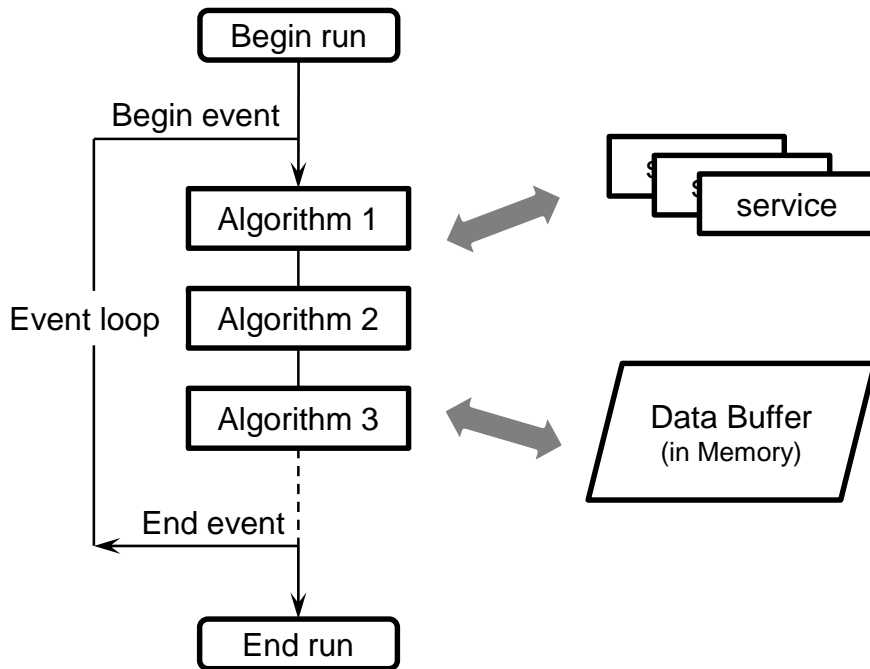 Begin run
Begin event
Algorithm 1
service
Algorithm 2
Event loop
Algorithm 3
Data Buffer
(in Memory)
End event
End run